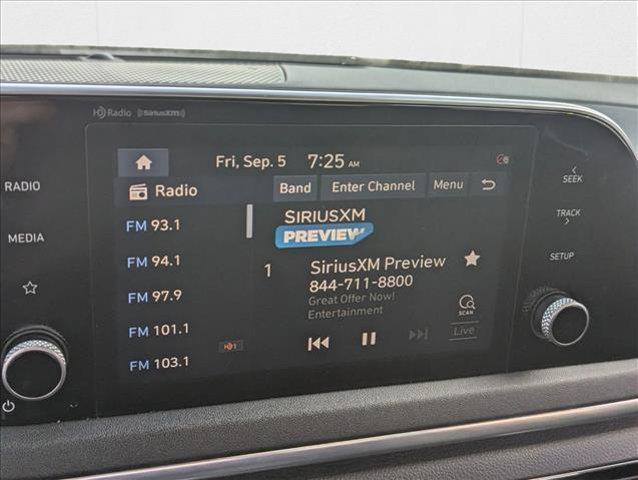 HD Radio ((SiriusXM))
Fri, Sep. 5 7:25 AM
RADIO
MEDIA
Radio
Band
Enter Channel
Menu
FM 93.1
FM 94.1
FM 97.9
FM 101.1
HD1
FM 103.1
SIRIUSXM
PREVIEW
1
SiriusXM Preview
844-711-8800
Great Offer Now!
Entertainment
SCAN
Live
SEEK
TRACK
SETUP